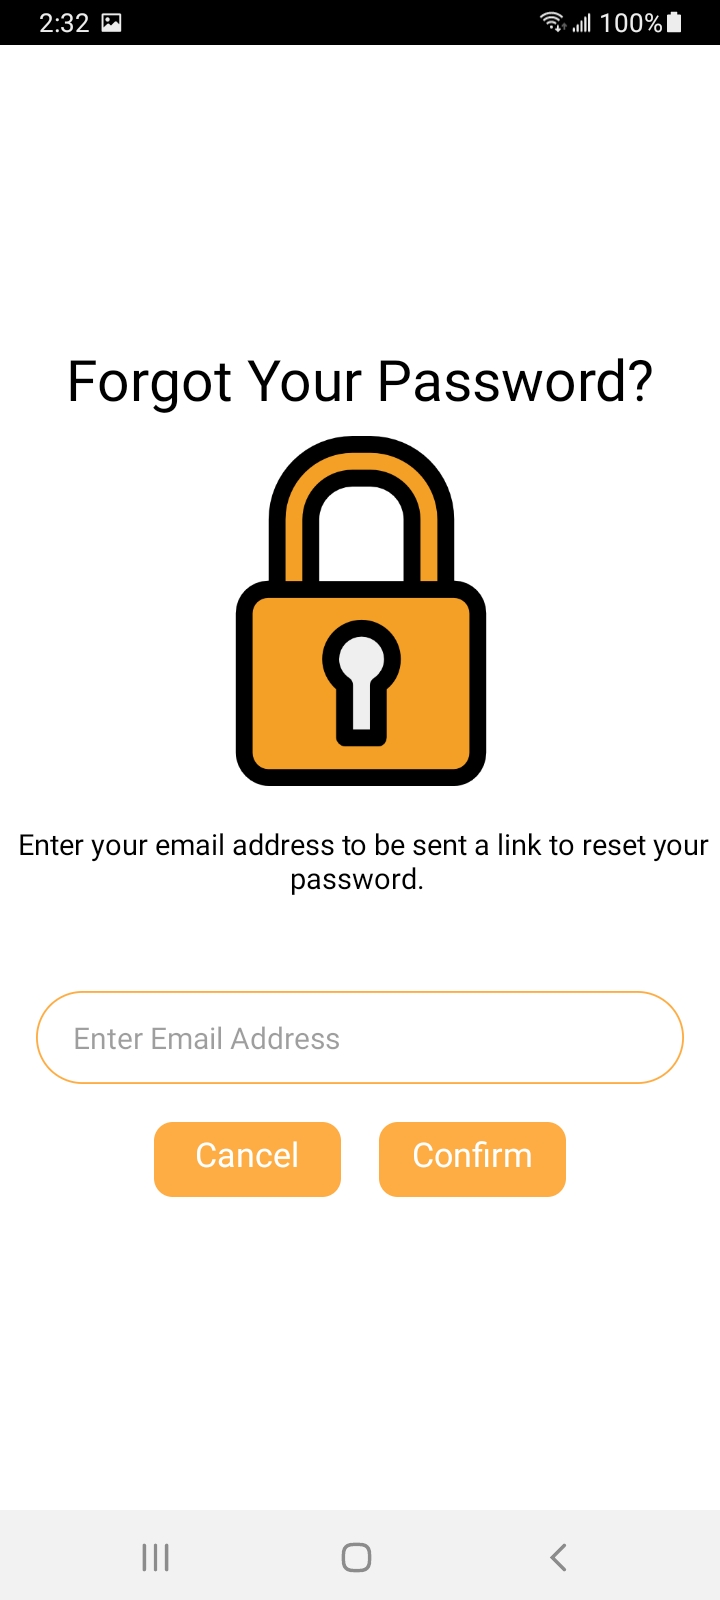 2:32 100%
Forgot Your Password?
Enter your email address to be sent a link to reset your
password.
Enter Email Address
Cancel Confirm